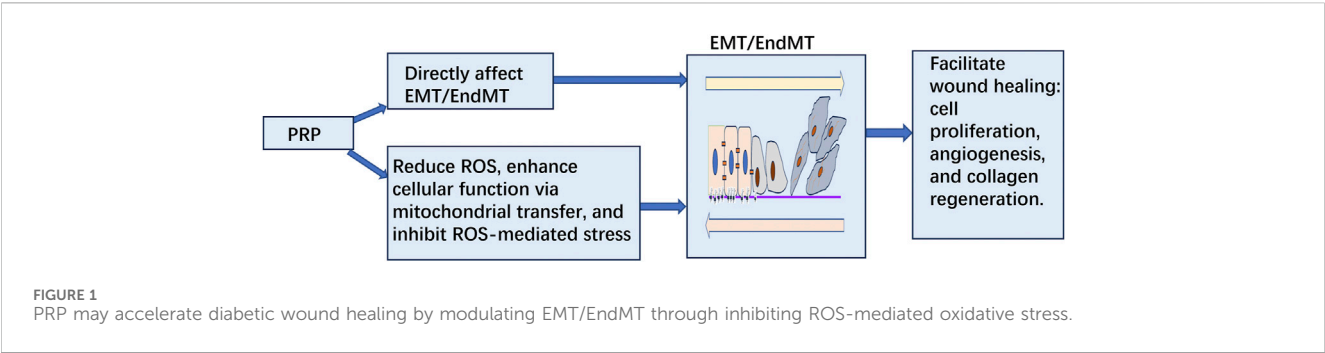 EMT/EndMT
Directly affect
EMT/EndMT
PRP
Reduce ROS, enhance
cellular function via
mitochondrial transfer, and
inhibit ROS-mediated stress
Facilitate
wound healing:
cell
proliferation,
angiogenesis,
and collagen
regeneration.
FIGURE 1
PRP may accelerate diabetic wound healing by modulating EMT/EndMT through inhibiting ROS-mediated oxidative stress.